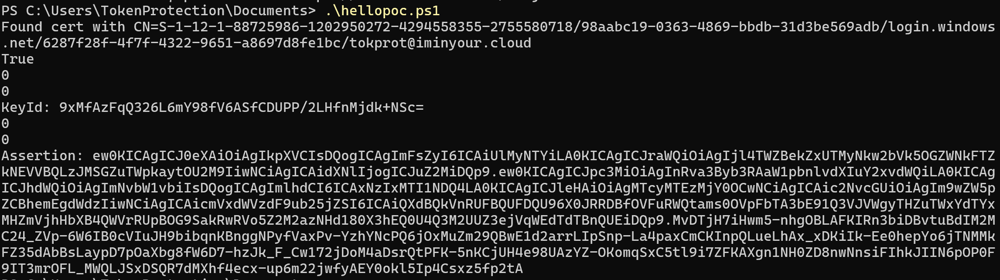 PS C:\Users\TokenProtection\Documents> .\hellopoc.ps1
Found cert with CN=S-1-12-1-88725986-1202950272-4294558355-2755580718/98aabc19-0363-4869-bbdb-31d3be569adb/login.windows
.net/6287f28f-4f7f-4322-9651-a8697d8fe1bc/tokprot@iminyour.cloud
True
0
0
KeyId: 9xMfAzFqQ326L6mY98fV6ASfCDUPP/2LHfnMjdk+NSc=
0
0
Assertion: ew0KICAgICJ0eXAiOiAgIkpXVCIsDQogICAgImFsZyI6ICAiUlMyNTYiLA0KICAgICJraWQiOiAgIjl4TWZBekZxUTMyNkw2bVk5OGZWNkFTZ
kNEVVBQLzJMSGZuTWpkaytOU2M9IiwNCiAgICAidXNlIjogICJuZ2MiDQp9.ew0KICAgICJpc3MiOiAgInRva3Byb3RAaW1pbnlvdXIuY2xvdWQiLA0KICAg
ICJhdWQiOiAgImNvbW1vbiIsDQogICAgImlhdCI6ICAxNzIxMTI1NDQ4LA0KICAgICJleHAiOiAgMTcyMTEzMjY0OCwNCiAgICAic2NvcGUiOiAgIm9wZW5p
ZCBhemEgdWdzIiwNCiAgICAicmVxdWVzdF9ub25jZSI6ICAiQXdBQkVnRUFBQUFDQU96X0JRRDBfOVFuRWQtams0OVpFbTA3bE91Q3VJVWgyTHZuTWxYdTYx
MHZmVjhHbXB4QWVrRUpBOG9SakRwRVo5Z2M2azNHd180X3hEQ0U4Q3M2UUZ3ejVqWEdTdTBnQUEiDQp9.MvDTjH7iHwm5-nhgOBLAFKIRn3biDBvtuBdIM2M
C24_ZVp-6W6IB0cVIuJH9bibqnKBnggNPyfVaxPv-YzhYNcPQ6jOxMuZm29QBwE1d2arrLIpSnp-La4paxCmCKInpQLueLhAx_xDKiIk-Ee0hepYo6jTNMMk
FZ35dAbBsLaypD7pOaXbg8fW6D7-hzJk_F_Cw172jDoM4aDsrQtPFK-5nKCjUH4e98UAzYZ-OKomqSxC5tl9i7ZFKAXgn1NH0ZD8nwNnsiFIhkJIIN6pOP0F
9IT3mrOFL_MWQLJSxDSQR7dMXhf4ecx-up6m22jwfyAEY0okl5Ip4Csxz5fp2tA